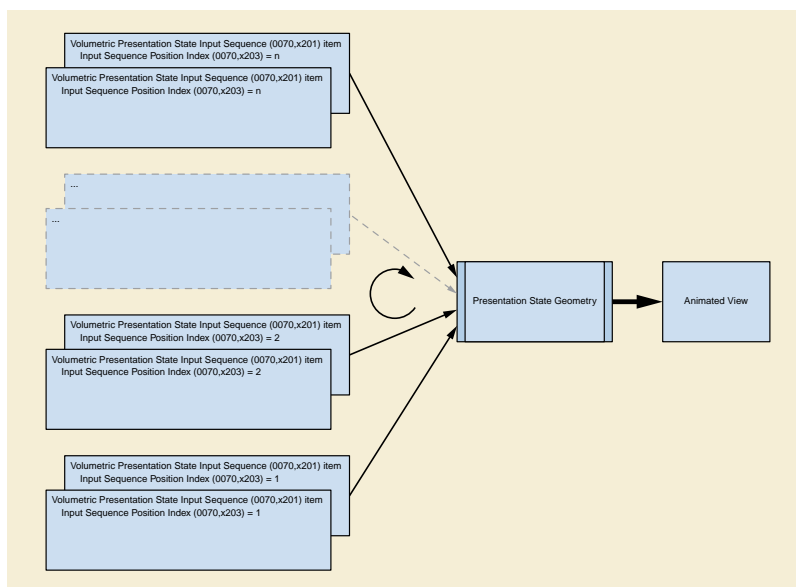 Volumetric Presentation State Input Sequence (0070,x201) item
Input Sequence Position Index (0070,x203) = n
Volumetric Presentation State Input Sequence (0070,x201) item
Input Sequence Position Index (0070,x203) = n
...
...
Volumetric Presentation State Input Sequence (0070,x201) item
Input Sequence Position Index (0070,x203) = 2
Volumetric Presentation State Input Sequence (0070,x201) item
Input Sequence Position Index (0070,x203) = 2
Volumetric Presentation State Input Sequence (0070,x201) item
Input Sequence Position Index (0070,x203) = 1
Volumetric Presentation State Input Sequence (0070,x201) item
Input Sequence Position Index (0070,x203) = 1
Presentation State Geometry
Animated View